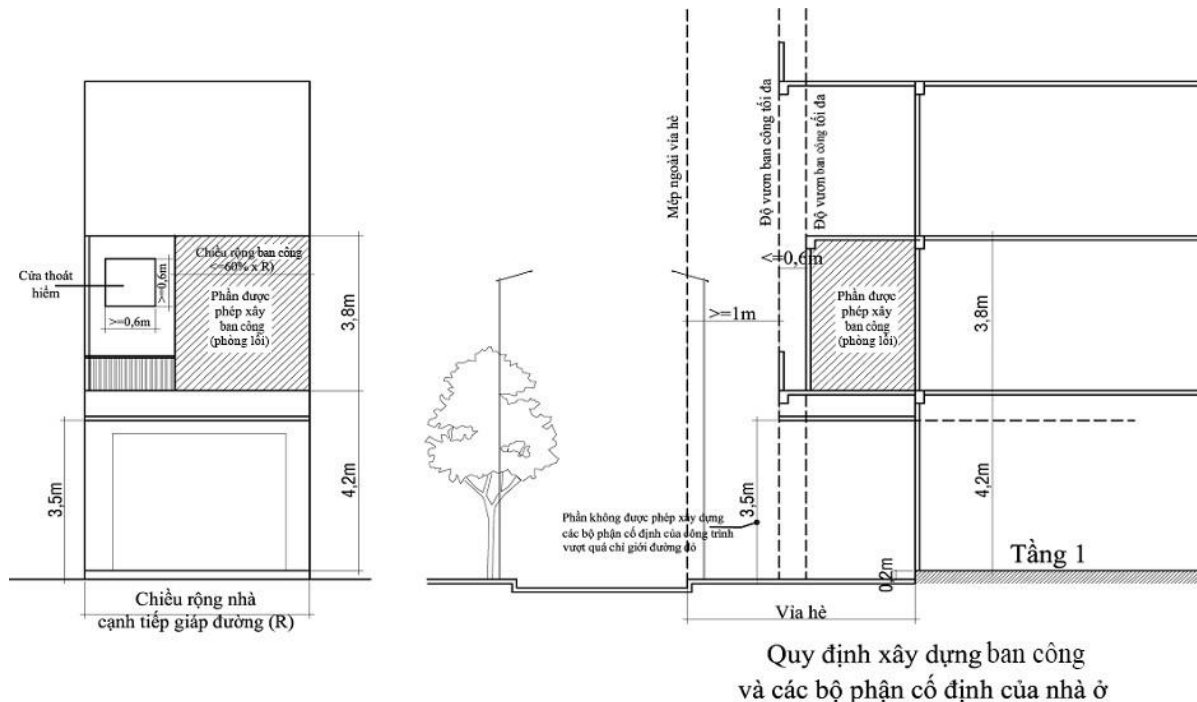 Cửa thoát
hiểm
>=0,6m
>=0,6m
Chiều rộng ban công
<=60% x R)
Phần được
phép xây
ban công
(phòng lồi)
3,8m
3,5m
4,2m
Chiều rộng nhà
cạnh tiếp giáp đường (R)
Mép ngoài vỉa hè
Độ vươn ban công tối đa
Độ vươn ban công tối đa
<=0,6m
>=1m
Phần được
phép xây
ban công
(phòng lồi)
3,8m
3,5m
4,2m
Phần không được phép xây dựng
các bộ phận cố định của công trình
vượt quá chỉ giới đường đỏ
0,2m
Tầng 1
Vỉa hè
Quy định xây dựng ban công
và các bộ phận cố định của nhà ở